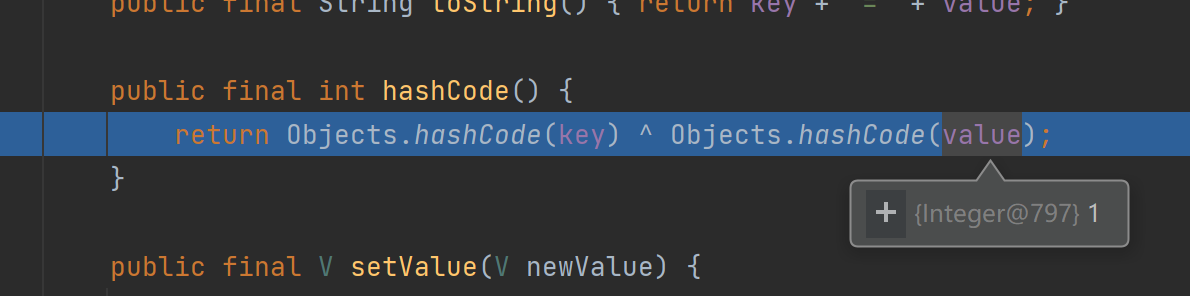 public final String toString() { return key + "=" + value; }
public final int hashCode() {
return Objects.hashCode(key) ^ Objects.hashCode(value);
}
+ {Integer@797} 1
public final V setValue(V newValue) {